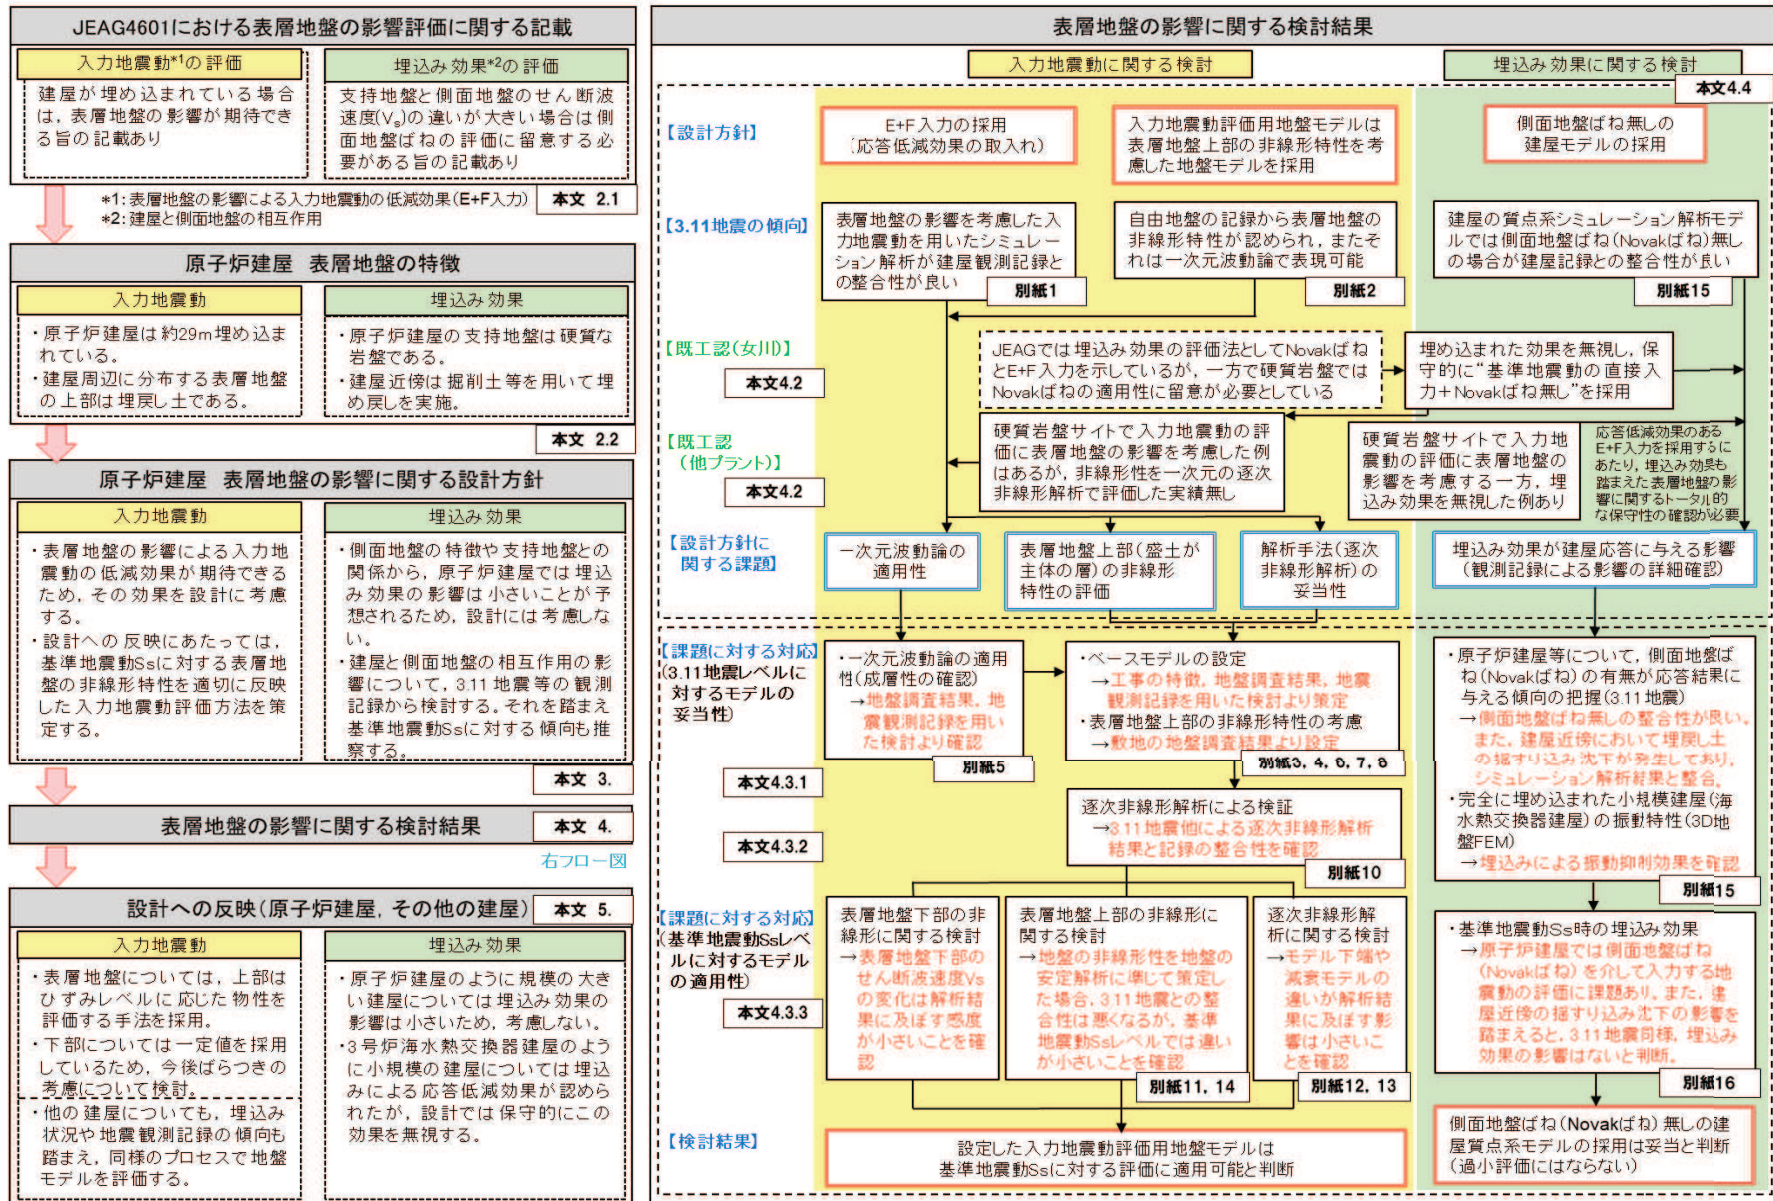 JEAG4601における表層地盤の影響評価に関する記載
入力地震動*1の評価
建屋が埋め込まれている場合
は，表層地盤の影響が期待でき
る旨の記載あり
埋込み効果*2の評価
支持地盤と側面地盤のせん断波
速度(Vs)の違いが大きい場合は側
面地盤ばねの評価に留意する必
要がある旨の記載あり
*1：表層地盤の影響による入力地震動の低減効果(E+F入力)
*2：建屋と側面地盤の相互作用
本文 2.1
原子炉建屋　表層地盤の特徴
入力地震動
・原子炉建屋は約29m埋め込ま
れている。
・建屋周辺に分布する表層地盤
の上部は埋戻し土である。
埋込み効果
・原子炉建屋の支持地盤は硬質な
岩盤である。
・建屋近傍は掘削土等を用いて埋
め戻しを実施。
本文 2.2
原子炉建屋　表層地盤の影響に関する設計方針
入力地震動
・表層地盤の影響による入力地
震動の低減効果が期待できる
ため，その効果を設計に考慮
する。
・設計への反映にあたっては，
基準地震動Ssに対する表層地
盤の非線形特性を適切に反映
した入力地震動評価方法を策
定する。
埋込み効果
・側面地盤の特徴や支持地盤との
関係から，原子炉建屋では埋込
み効果の影響は小さいことが予
想されるため，設計には考慮しな
い。
・建屋と側面地盤の相互作用の影
響について，3.11地震等の観測
記録から検討する。それを踏まえ
基準地震動Ssに対する傾向も推
察する。
本文 3.
表層地盤の影響に関する検討結果
本文 4.
右フロー図
設計への反映(原子炉建屋，その他の建屋)
本文 5.
入力地震動
・表層地盤については，上部は
ひずみレベルに応じた物性を
評価する手法を採用。
・下部については一定値を採用
しているため，今後ばらつきの
考慮について検討。
・他の建屋についても，埋込み
状況や地震観測記録の傾向も
踏まえ，同様のプロセスで地盤
モデルを評価する。
埋込み効果
・原子炉建屋のように規模の大き
い建屋については埋込み効果の
影響は小さいため，考慮しない。
・3号炉海水熱交換器建屋のよう
に小規模の建屋については埋込
みによる応答低減効果が認めら
れたが，設計では保守的にこの
効果を無視する。
表層地盤の影響に関する検討結果
入力地震動に関する検討
埋込み効果に関する検討
本文4.4
【設計方針】
E+F入力の採用
(応答低減効果の取入れ)
入力地震動評価用地盤モデルは
表層地盤上部の非線形特性を考
慮した地盤モデルを採用
側面地盤ばね無しの
建屋モデルの採用
【3.11地震の傾向】
表層地盤の影響を考慮した入
力地震動を用いたシミュレー
ション解析が建屋観測記録と
の整合性が良い
別紙1
自由地盤の記録から表層地盤の
非線形特性が認められ，またそ
れは一次元波動論で表現可能
別紙2
建屋の質点系シミュレーション解析モデ
ルでは側面地盤ばね(Novakばね)無し
の場合が建屋記録との整合性が良い
別紙15
【既工認(女川)】
本文4.2
JEAGでは埋込み効果の評価法としてNovakばね
とE+F入力を示しているが，一方で硬質岩盤では
Novakばねの適用性に留意が必要としている
埋め込まれた効果を無視し，保
守的に“基準地震動の直接入
力+Novakばね無し”を採用
【既工認
（他プラント）】
本文4.2
硬質岩盤サイトで入力地震動の評
価に表層地盤の影響を考慮した例
はあるが，非線形性を一次元の逐次
非線形解析で評価した実績無し
硬質岩盤サイトで入力地
震動の評価に表層地盤の
影響を考慮する一方，埋
込み効果を無視した例あり
応答低減効果のある
E+F入力を採用するに
あたり，埋込み効果も
踏まえた表層地盤の影
響に関するトータル的
な保守性の確認が必要
【設計方針に
関する課題】
一次元波動論の
適用性
表層地盤上部(盛土が
主体の層)の非線形
特性の評価
解析手法(逐次
非線形解析)の
妥当性
埋込み効果が建屋応答に与える影響
(観測記録による影響の詳細確認)
【課題に対する対応】
(3.11地震レベルに
対するモデルの
妥当性)
・一次元波動論の適用
性(成層性の確認)
→地盤調査結果，地
震観測記録を用い
た検討より確認
別紙5
・ベースモデルの設定
→工事の特徴，地盤調査結果，地震
観測記録を用いた検討より策定
・表層地盤上部の非線形特性の考慮
→敷地の地盤調査結果より設定
別紙3，4，6，7，8
・原子炉建屋等について，側面地盤ば
ね(Novakばね)の有無が応答結果に
与える傾向の把握(3.11地震)
→側面地盤ばね無しの整合性が良い。
また，建屋近傍において埋戻し土
の揺すり込み沈下が発生しており，
シミュレーション解析結果と整合。
・完全に埋め込まれた小規模建屋(海
水熱交換器建屋)の振動特性(3D地
盤FEM)
→埋込みによる振動抑制効果を確認
別紙15
本文4.3.1
本文4.3.2
逐次非線形解析による検証
→3.11地震他による逐次非線形解析
結果と記録の整合性を確認
別紙10
【課題に対する対応】
(基準地震動Ssレベ
ルに対するモデル
の適用性)
本文4.3.3
表層地盤下部の非
線形に関する検討
→表層地盤下部の
せん断波速度Vs
の変化は解析結
果に及ぼす感度
が小さいことを確
認
表層地盤上部の非線形に
関する検討
→地盤の非線形性を地盤の
安定解析に準じて策定し
た場合，3.11地震との整
合性は悪くなるが，基準
地震動Ssレベルでは違い
が小さいことを確認
別紙11，14
逐次非線形解
析に関する検討
→モデル下端や
減衰モデルの
違いが解析結
果に及ぼす影
響は小さいこ
とを確認
別紙12，13
・基準地震動Ss時の埋込み効果
→原子炉建屋では側面地盤ばね
(Novakばね)を介して入力する地
震動の評価に課題あり。また，建
屋近傍の揺すり込み沈下の影響を
踏まえると，3.11地震同様，埋込み
効果の影響はないと判断。
別紙16
【検討結果】
設定した入力地震動評価用地盤モデルは
基準地震動Ssに対する評価に適用可能と判断
側面地盤ばね(Novakばね)無しの建
屋質点系モデルの採用は妥当と判断
(過小評価にはならない)